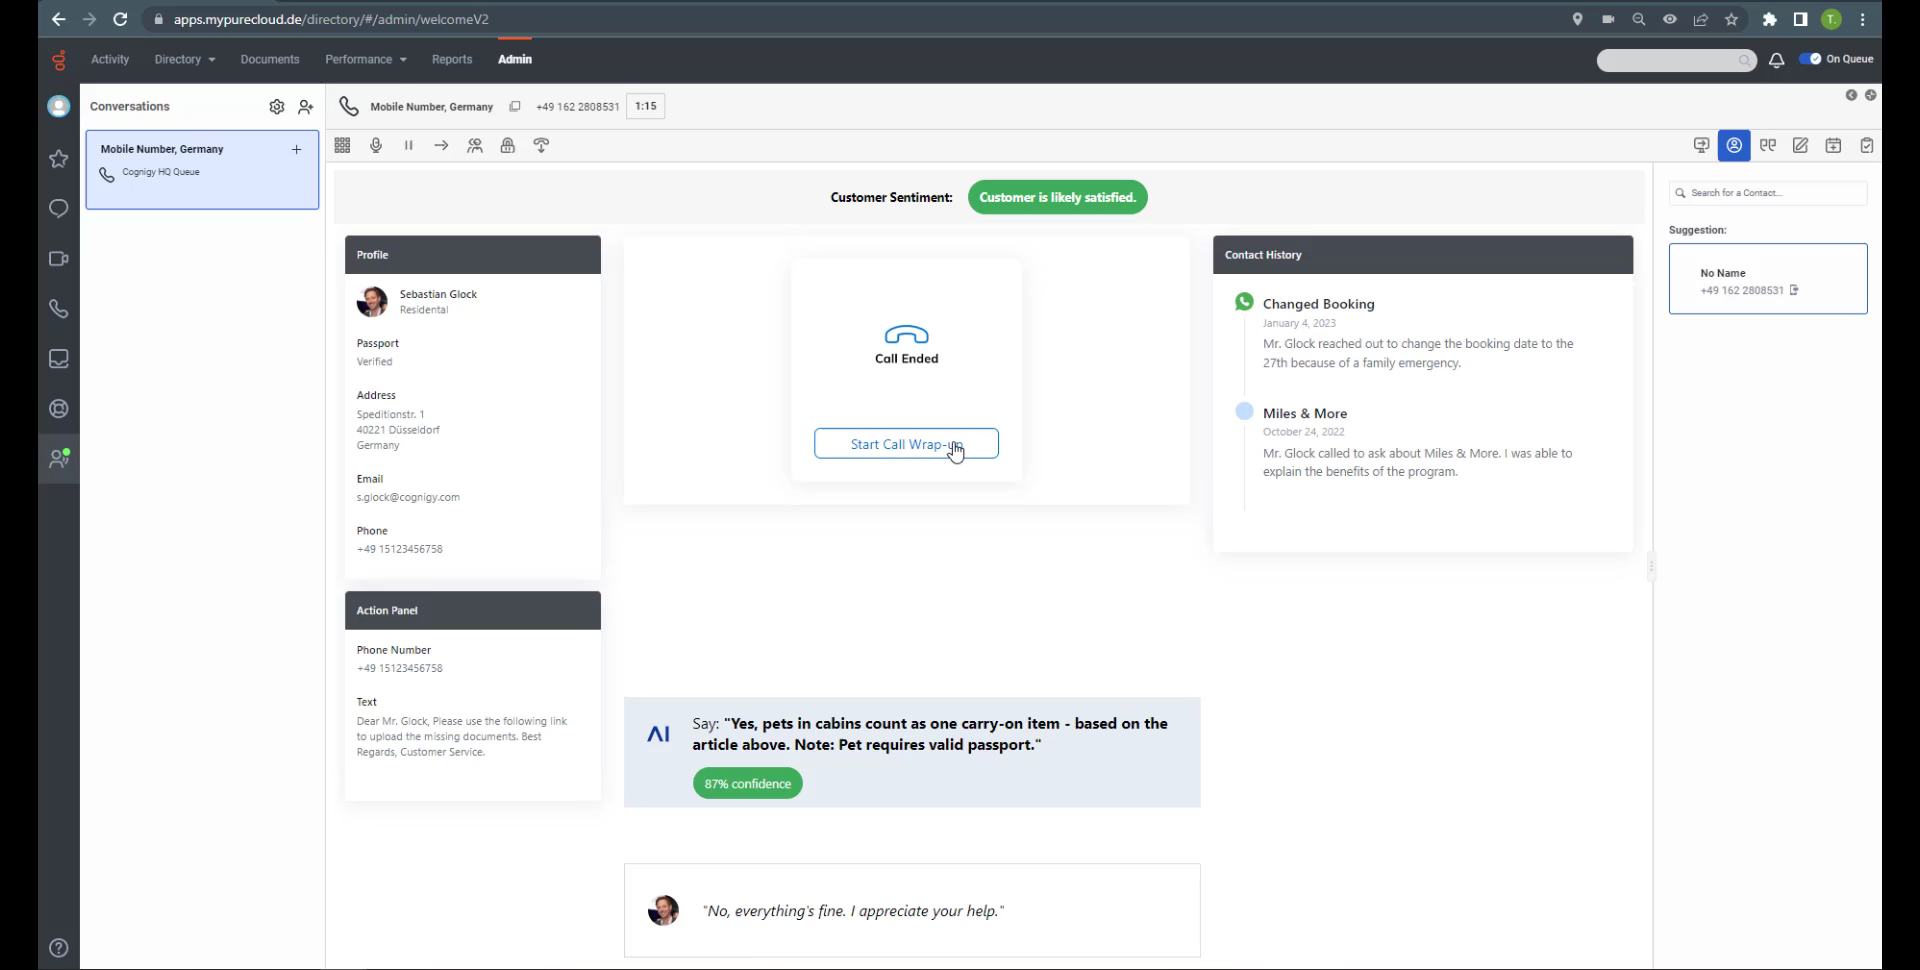 apps.mypurecloud.de/directory/#/admin/welcomeV2
T.
Activity
Directory
Documents
Performance
Reports
Admin
On Queue
Conversations
Mobile Number, Germany
+49 162 2808531
1:15
Mobile Number, Germany
Cognigy HQ Queue
Customer Sentiment:
Customer is likely satisfied.
Profile
Sebastian Glock
Residental
Passport
Verified
Address
Speditionstr. 1
40221 Düsseldorf
Germany
Email
s.glock@cognigy.com
Phone
+49 15123456758
Action Panel
Phone Number
+49 15123456758
Text
Dear Mr. Glock, Please use the following link
to upload the missing documents. Best
Regards, Customer Service.
Call Ended
Start Call Wrap-up
AI
Say: "Yes, pets in cabins count as one carry-on item - based on the
article above. Note: Pet requires valid passport."
87% confidence
"No, everything's fine. I appreciate your help."
Contact History
Changed Booking
January 4, 2023
Mr. Glock reached out to change the booking date to the
27th because of a family emergency.
Miles & More
October 24, 2022
Mr. Glock called to ask about Miles & More. I was able to
explain the benefits of the program.
Search for a Contact...
Suggestion:
No Name
+49 162 2808531